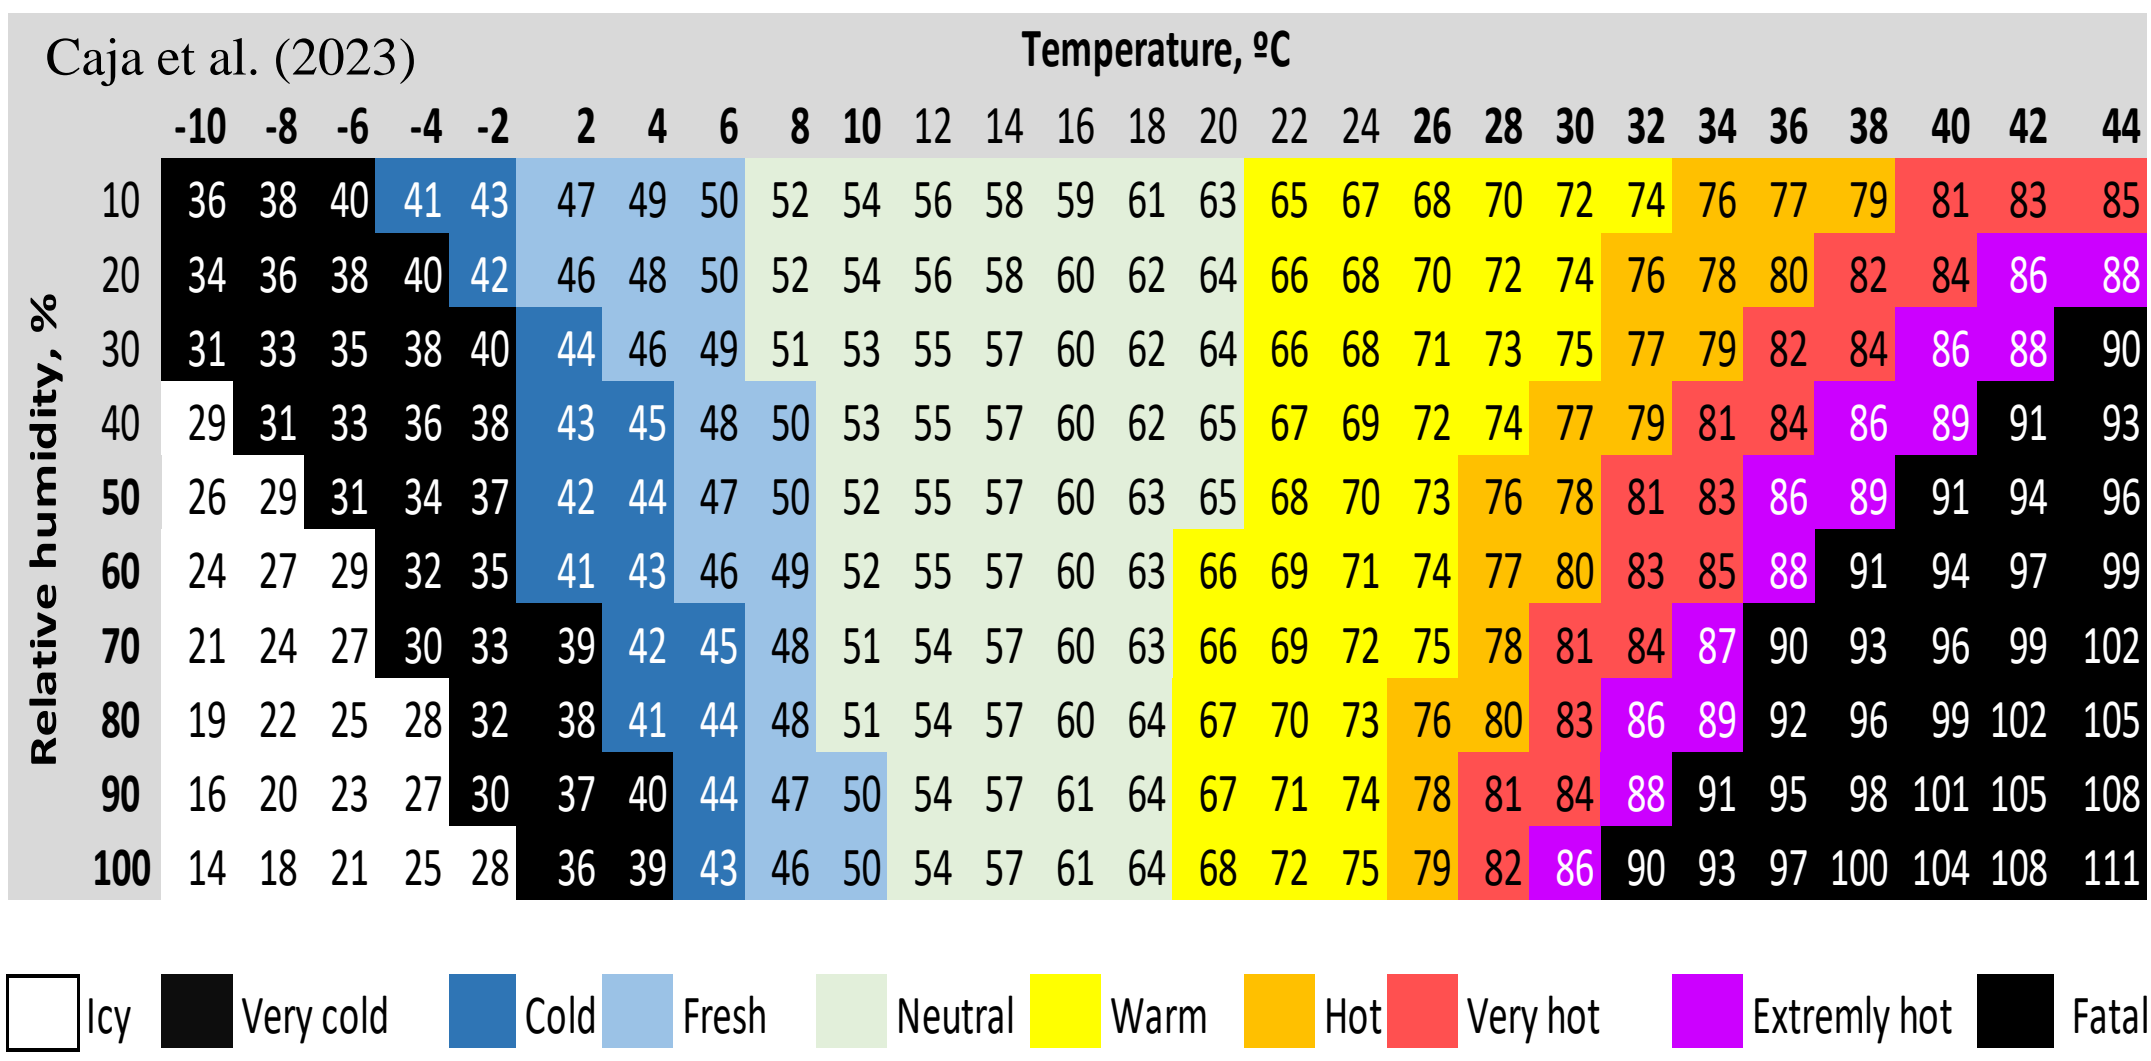 Caja et al. (2023)
Temperature, ºC
-10 -8 -6 -4 -2 2 4 6 8 10 12 14 16 18 20 22 24 26 28 30 32 34 36 38 40 42 44
Relative humidity, %
10 36 38 40 41 43 47 49 50 52 54 56 58 59 61 63 65 67 68 70 72 74 76 77 79 81 83 85
20 34 36 38 40 42 46 48 50 52 54 56 58 60 62 64 66 68 70 72 74 76 78 80 82 84 86 88
30 31 33 35 38 40 44 46 49 51 53 55 57 60 62 64 66 68 71 73 75 77 79 82 84 86 88 90
40 29 31 33 36 38 43 45 48 50 53 55 57 60 62 65 67 69 72 74 77 79 81 84 86 89 91 93
50 26 29 31 34 37 42 44 47 50 52 55 57 60 63 65 68 70 73 76 78 81 83 86 89 91 94 96
60 24 27 29 32 35 41 43 46 49 52 55 57 60 63 66 69 71 74 77 80 83 85 88 91 94 97 99
70 21 24 27 30 33 39 42 45 48 51 54 57 60 63 66 69 72 75 78 81 84 87 90 93 96 99 102
80 19 22 25 28 32 38 41 44 48 51 54 57 60 64 67 70 73 76 80 83 86 89 92 96 99 102 105
90 16 20 23 27 30 37 40 44 47 50 54 57 61 64 67 71 74 78 81 84 88 91 95 98 101 105 108
100 14 18 21 25 28 36 39 43 46 50 54 57 61 64 68 72 75 79 82 86 90 93 97 100 104 108 111
Icy Very cold Cold Fresh Neutral Warm Hot Very hot Extremly hot Fatal